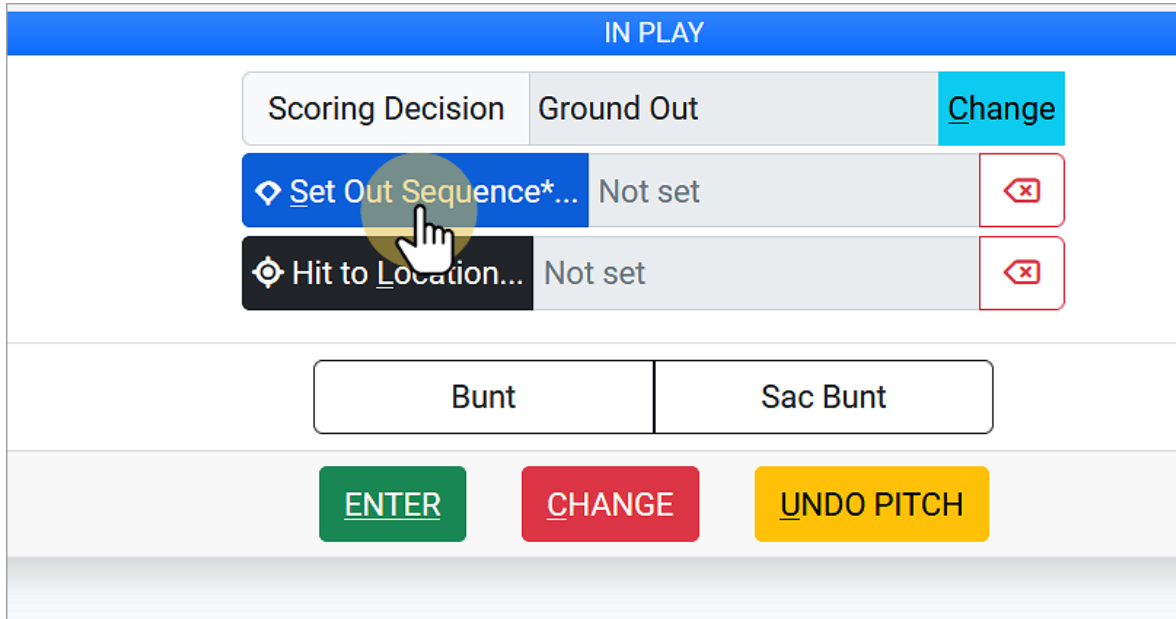 IN PLAY
Scoring Decision Ground Out Change
Set Out Sequence*... Not set
Hit to Location... Not set
Bunt Sac Bunt
ENTER CHANGE UNDO PITCH